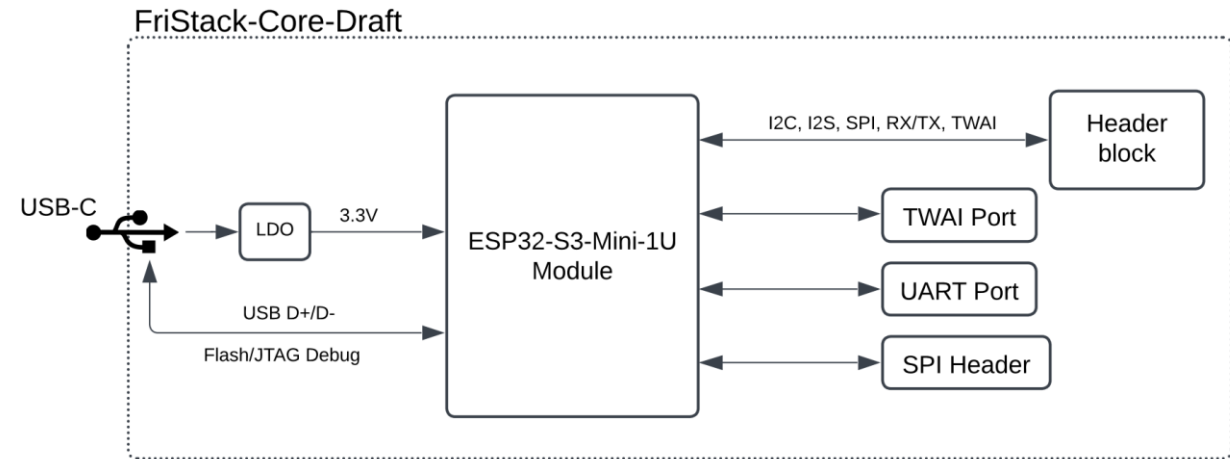 FriStack-Core-Draft
I2C, I2S, SPI, RX/TX, TWAI
Header
block
USB-C
LDO
3.3V
TWAI Port
ESP32-S3-Mini-1U
Module
UART Port
USB D+/D-
Flash/JTAG Debug
SPI Header